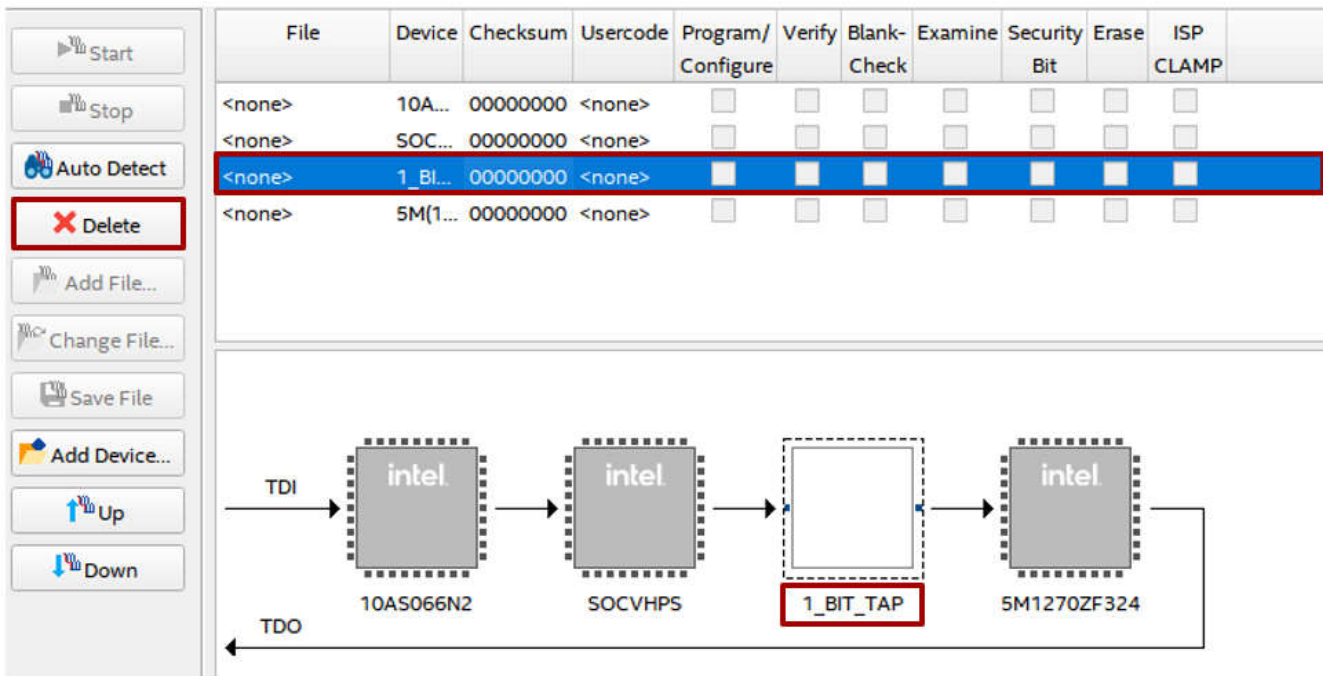 Start
Stop
Auto Detect
Delete
Add File...
Change File...
Save File
Add Device...
Up
Down
File Device Checksum Usercode Program/ Verify Blank- Examine Security Erase ISP
Configure Check Bit CLAMP
<none> 10A... 00000000 <none>
<none> SOC... 00000000 <none>
<none> 1_BI... 00000000 <none>
<none> 5M(1... 00000000 <none>
TDI
intel intel intel
10AS066N2 SOCVHPS 1_BIT_TAP 5M1270ZF324
TDO